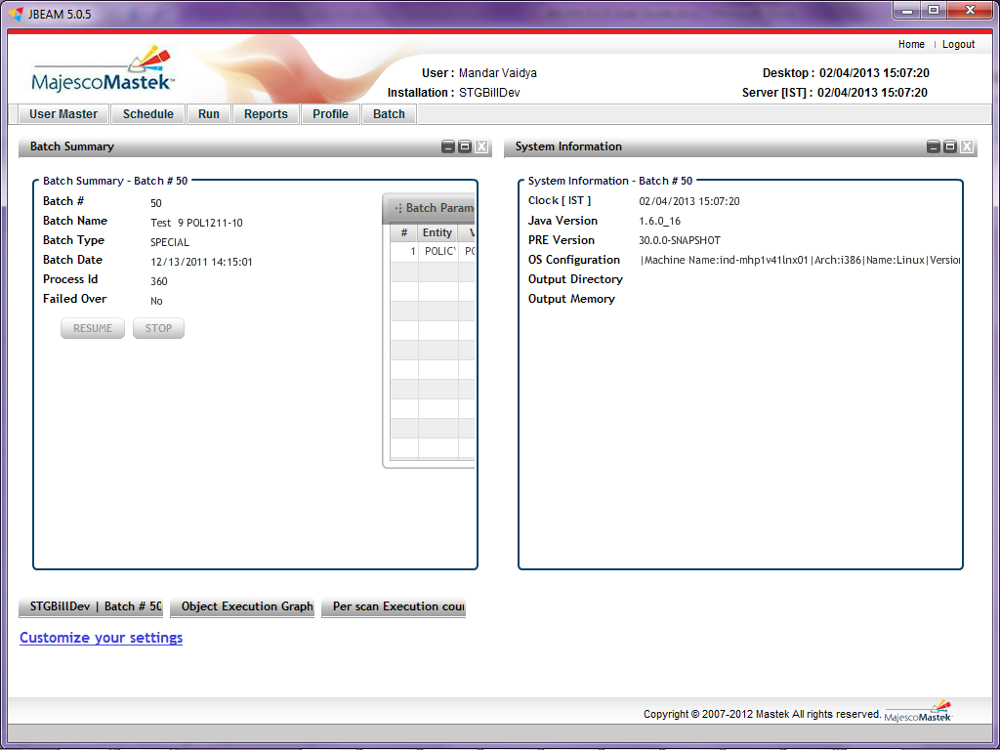 JBEAM 5.0.5
Home | Logout
MajescoMastek
User : Mandar Vaidya
Installation : STGBillDev
Desktop : 02/04/2013 15:07:20
Server [IST] : 02/04/2013 15:07:20
User Master Schedule Run Reports Profile Batch
Batch Summary
Batch Summary - Batch # 50
Batch # 50
Batch Name Test 9 POL1211-10
Batch Type SPECIAL
Batch Date 12/13/2011 14:15:01
Process Id 360
Failed Over No
RESUME STOP
Batch Param
# Entity V
1 POLICY PO
System Information
System Information - Batch # 50
Clock [ IST ] 02/04/2013 15:07:20
Java Version 1.6.0_16
PRE Version 30.0.0-SNAPSHOT
OS Configuration |Machine Name:ind-mhp1v41lnx01|Arch:i386|Name:Linux|Version
Output Directory
Output Memory
STGBillDev | Batch # 50 Object Execution Graph Per scan Execution cou
Customize your settings
Copyright © 2007-2012 Mastek All rights reserved. MajescoMastek